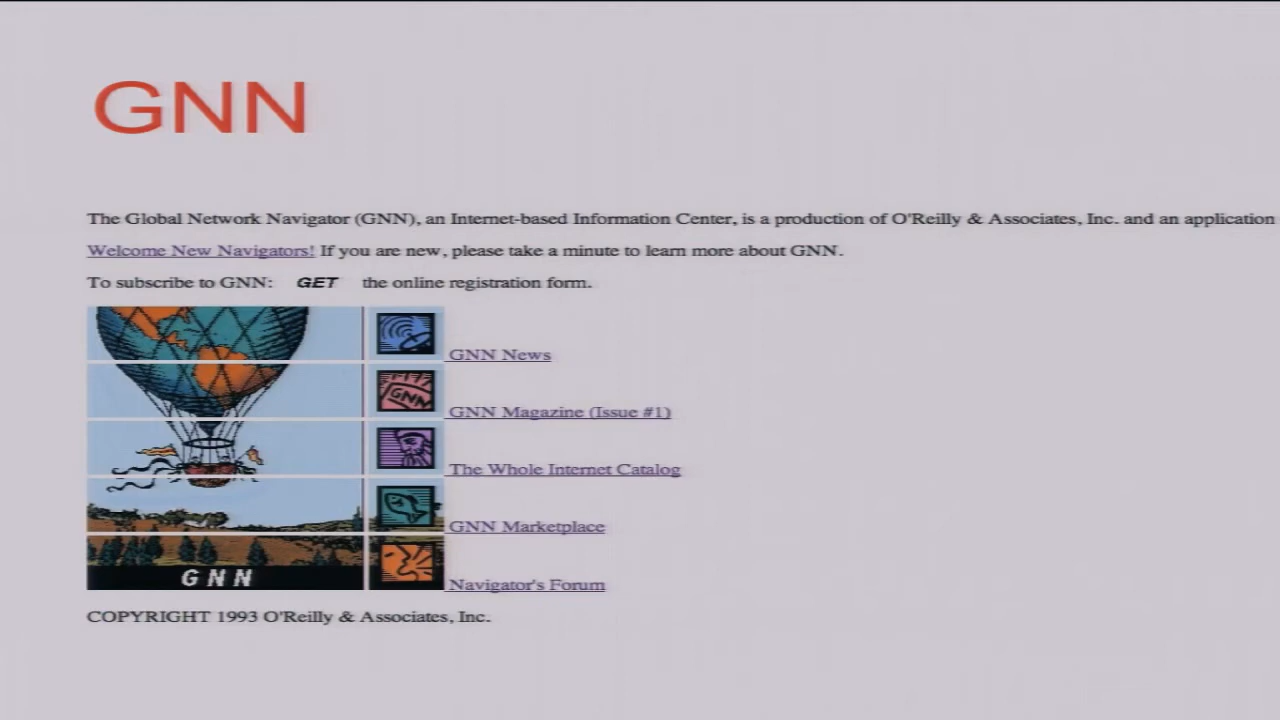 GNN
The Global Network Navigator (GNN), an Internet-based Information Center, is a production of O'Reilly & Associates, Inc. and an application
Welcome New Navigators! If you are new, please take a minute to learn more about GNN.
To subscribe to GNN: GET the online registration form.
GNN News
GNN
GNN Magazine (Issue #1)
The Whole Internet Catalog
GNN Marketplace
GNN
Navigator's Forum
COPYRIGHT 1993 O'Reilly & Associates, Inc.